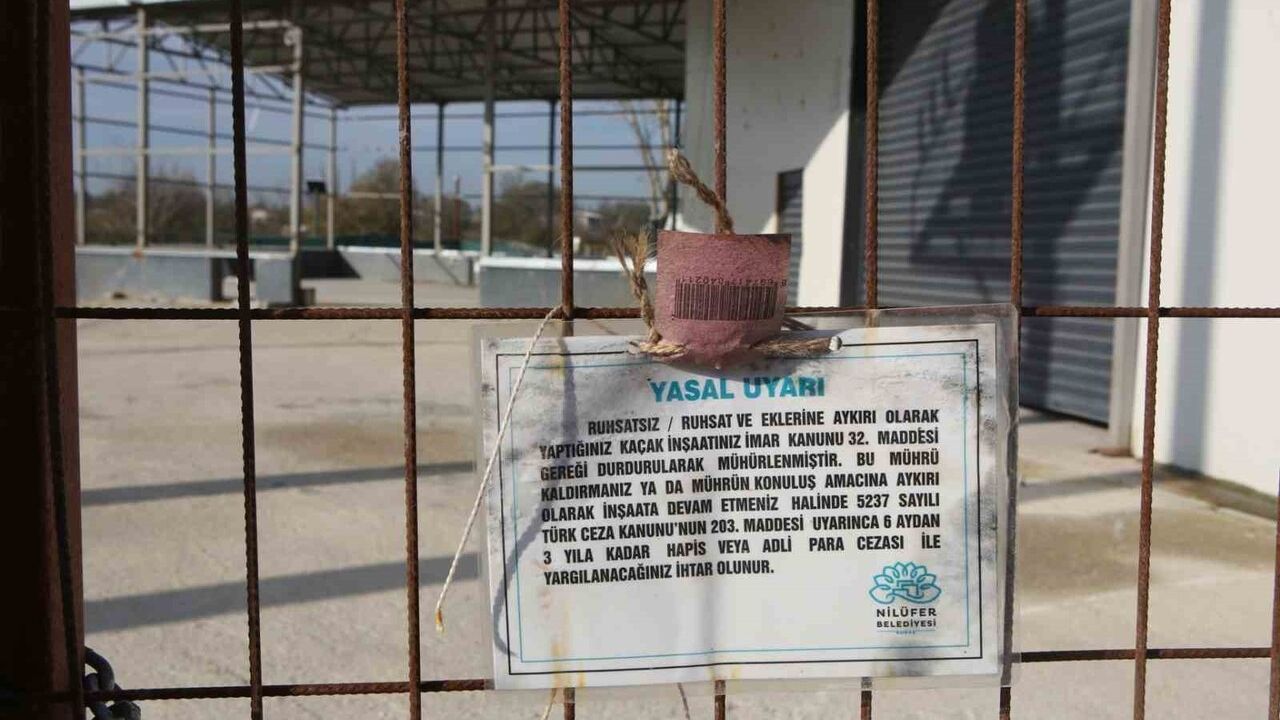 YASAL UYARI
RUHSATSIZ / RUHSAT VE EKLERİNE AYKIRI OLARAK
YAPTIĞINIZ KAÇAK İNŞAATINIZ İMAR KANUNU 32. MADDESİ
GEREĞİ DURDURULARAK MÜHÜRLENMİŞTİR. BU MÜHRÜ
KALDIRMANIZ YA DA MÜHRÜN KONULUŞ AMACINA AYKIRI
OLARAK İNŞAATA DEVAM ETMENİZ HALİNDE 5237 SAYILI
TÜRK CEZA KANUNU'NUN 203. MADDESİ UYARINCA 6 AYDAN
3 YILA KADAR HAPİS VEYA ADLİ PARA CEZASI İLE
YARGILANACAĞINIZ İHTAR OLUNUR.
NİLÜFER
BELEDİYESİ